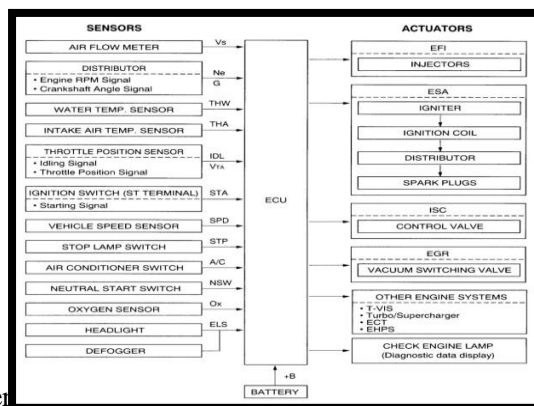 SENSORS
AIR FLOW METER
Vs
DISTRIBUTOR
• Engine RPM Signal
• Crankshaft Angle Signal
Ne
G
WATER TEMP. SENSOR
THW
INTAKE AIR TEMP. SENSOR
THA
THROTTLE POSITION SENSOR
• Idling Signal
• Throttle Position Signal
IDL
VTA
IGNITION SWITCH (ST TERMINAL)
• Starting Signal
STA
VEHICLE SPEED SENSOR
SPD
STOP LAMP SWITCH
STP
AIR CONDITIONER SWITCH
A/C
NEUTRAL START SWITCH
NSW
OXYGEN SENSOR
Ox
HEADLIGHT
ELS
DEFOGGER
ECU
+B
BATTERY
ACTUATORS
EFI
INJECTORS
ESA
IGNITER
IGNITION COIL
DISTRIBUTOR
SPARK PLUGS
ISC
CONTROL VALVE
EGR
VACUUM SWITCHING VALVE
OTHER ENGINE SYSTEMS
• T-VIS
• Turbo/Supercharger
• ECT
• EHPS
CHECK ENGINE LAMP
(Diagnostic data display)